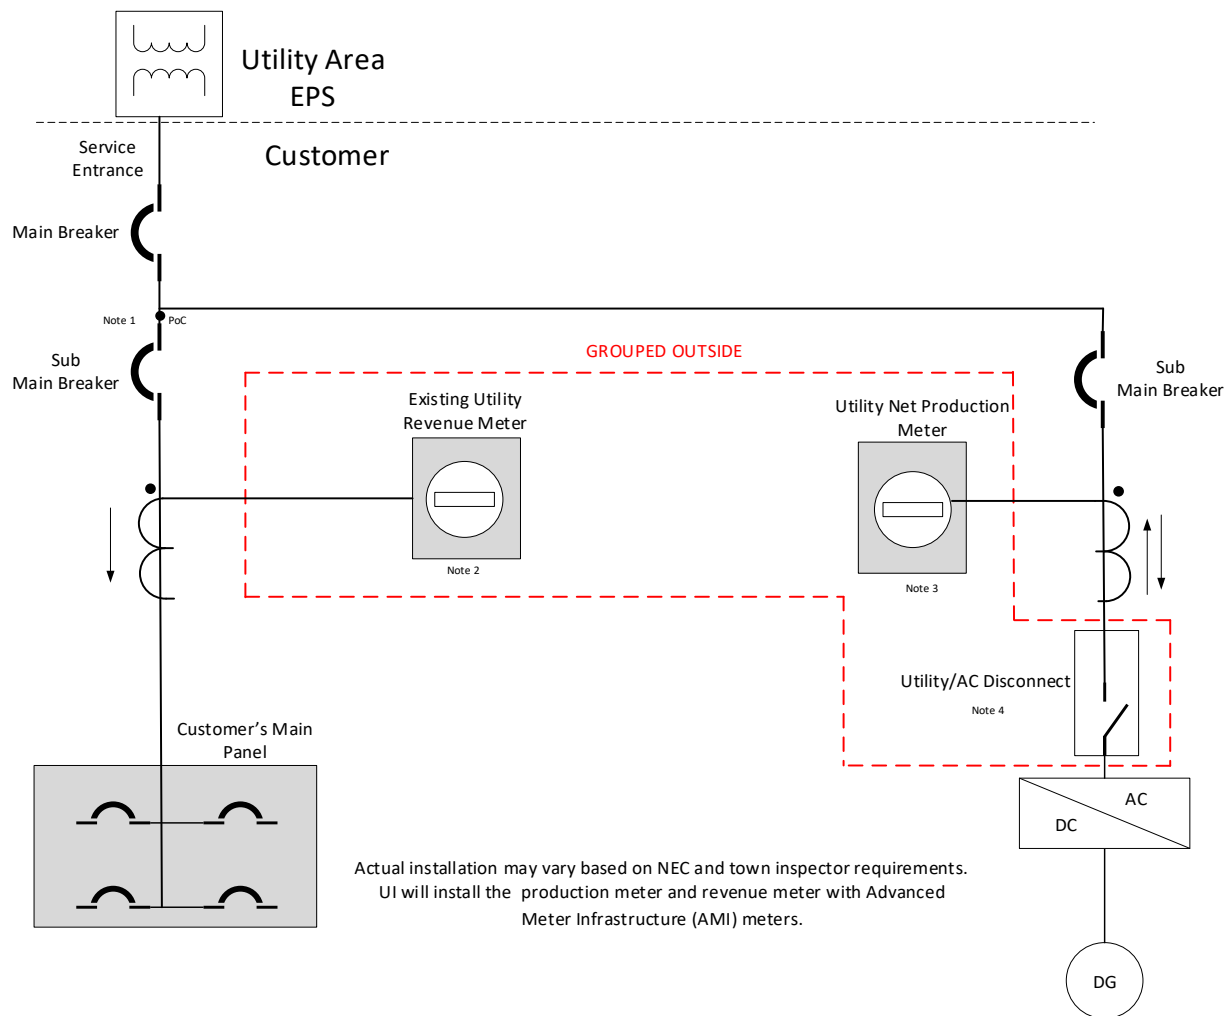 Utility Area
EPS
Service
Entrance
Customer
Main Breaker
Note 1
PoC
Sub
Main Breaker
GROUPED OUTSIDE
Sub
Main Breaker
Existing Utility
Revenue Meter
Utility Net Production
Meter
Note 2
Note 3
Utility/AC Disconnect
Note 4
Customer’s Main
Panel
AC
DC
Actual installation may vary based on NEC and town inspector requirements.
UI will install the production meter and revenue meter with Advanced
Meter Infrastructure (AMI) meters.
DG